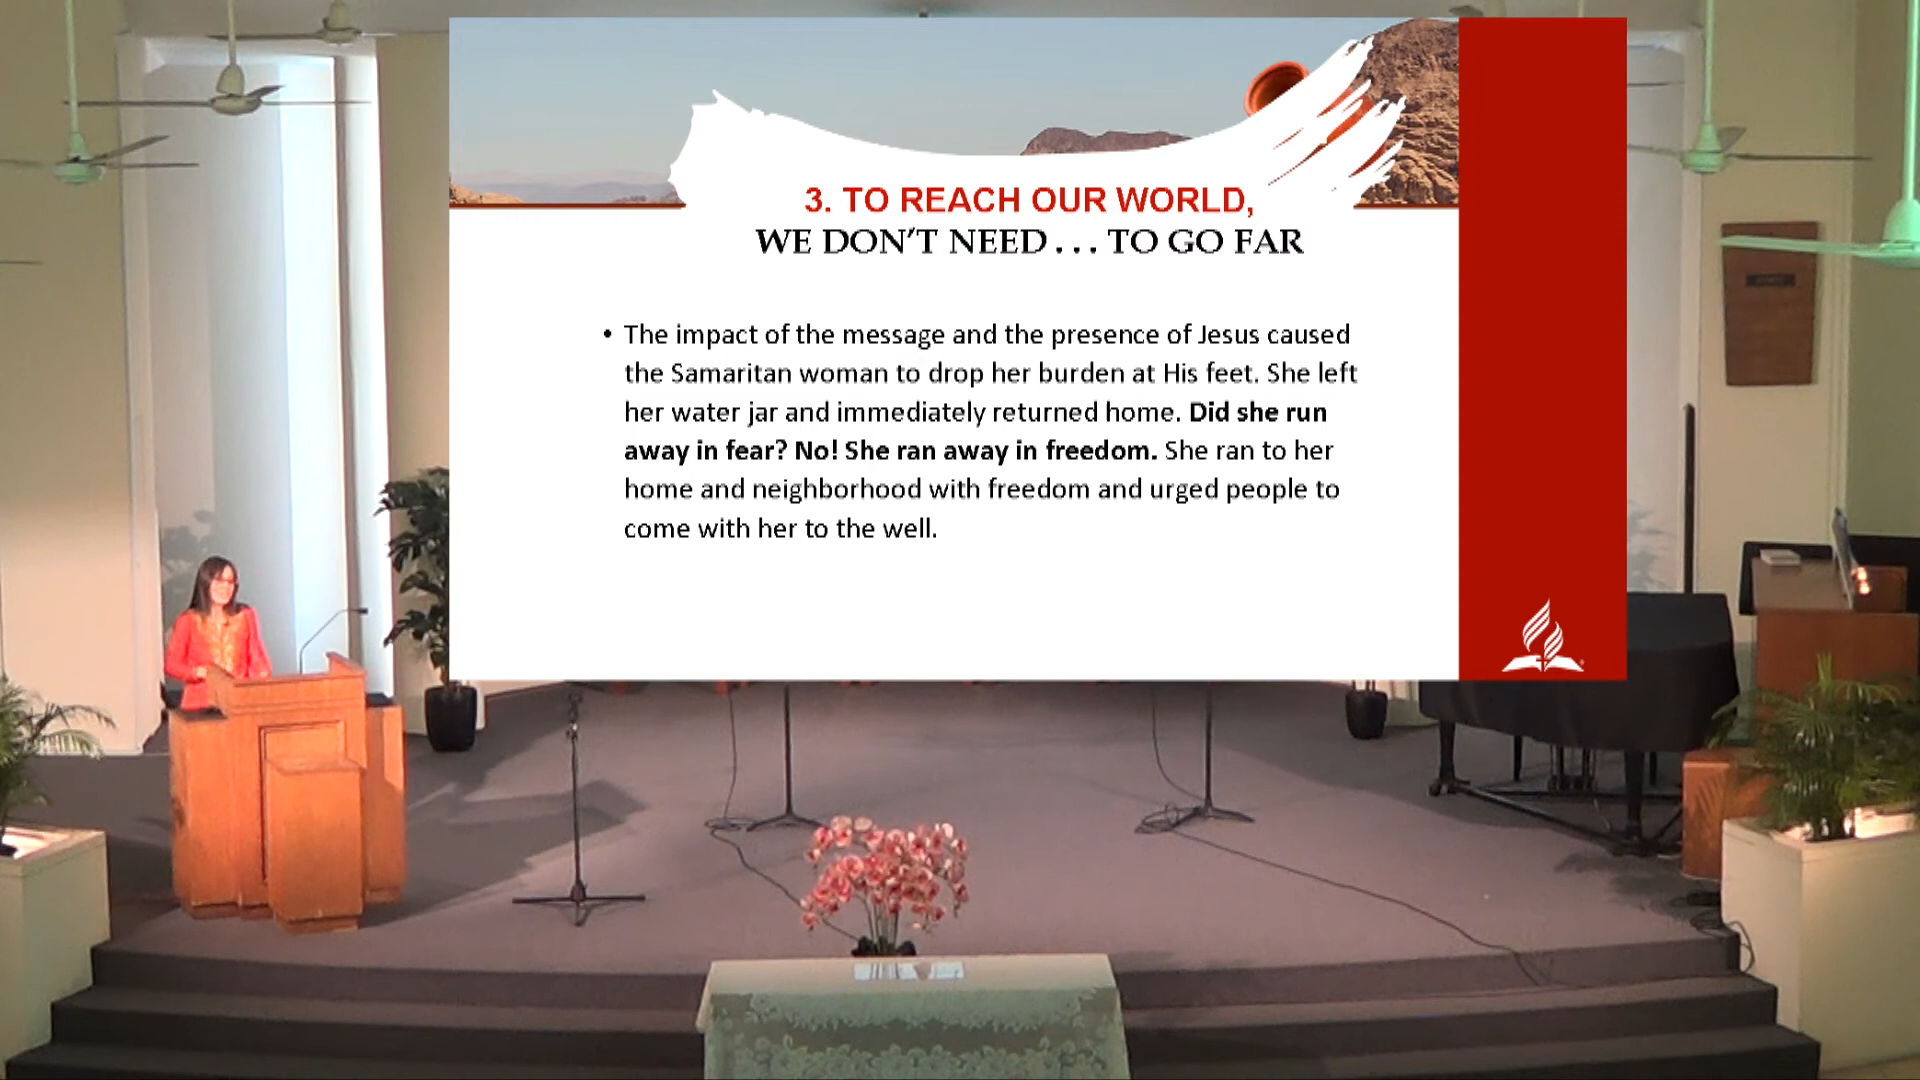 3. TO REACH OUR WORLD,
WE DON'T NEED . . . TO GO FAR
• The impact of the message and the presence of Jesus caused
the Samaritan woman to drop her burden at His feet. She left
her water jar and immediately returned home. Did she run
away in fear? No! She ran away in freedom. She ran to her
home and neighborhood with freedom and urged people to
come with her to the well.